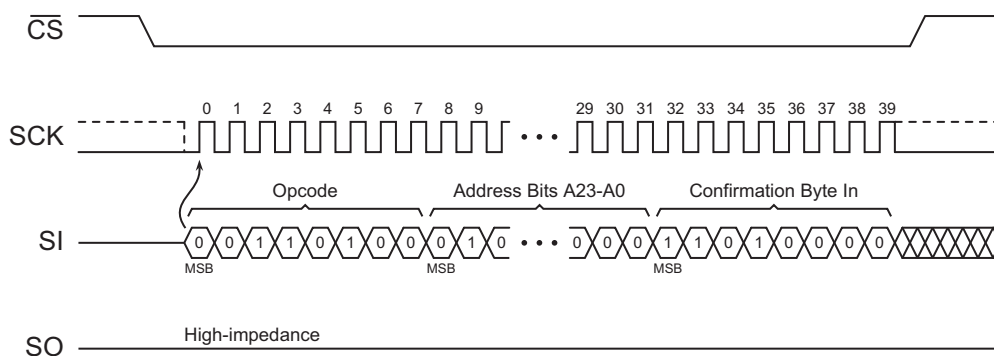 CS
0 1 2 3 4 5 6 7 8 9 29 30 31 32 33 34 35 36 37 38 39
SCK
•••
Opcode Address Bits A23-A0 Confirmation Byte In
SI 0 0 1 1 0 1 0 0 0 1 0 ••• 0 0 0 1 1 0 1 0 0 0 0
MSB MSB MSB
High-impedance
SO